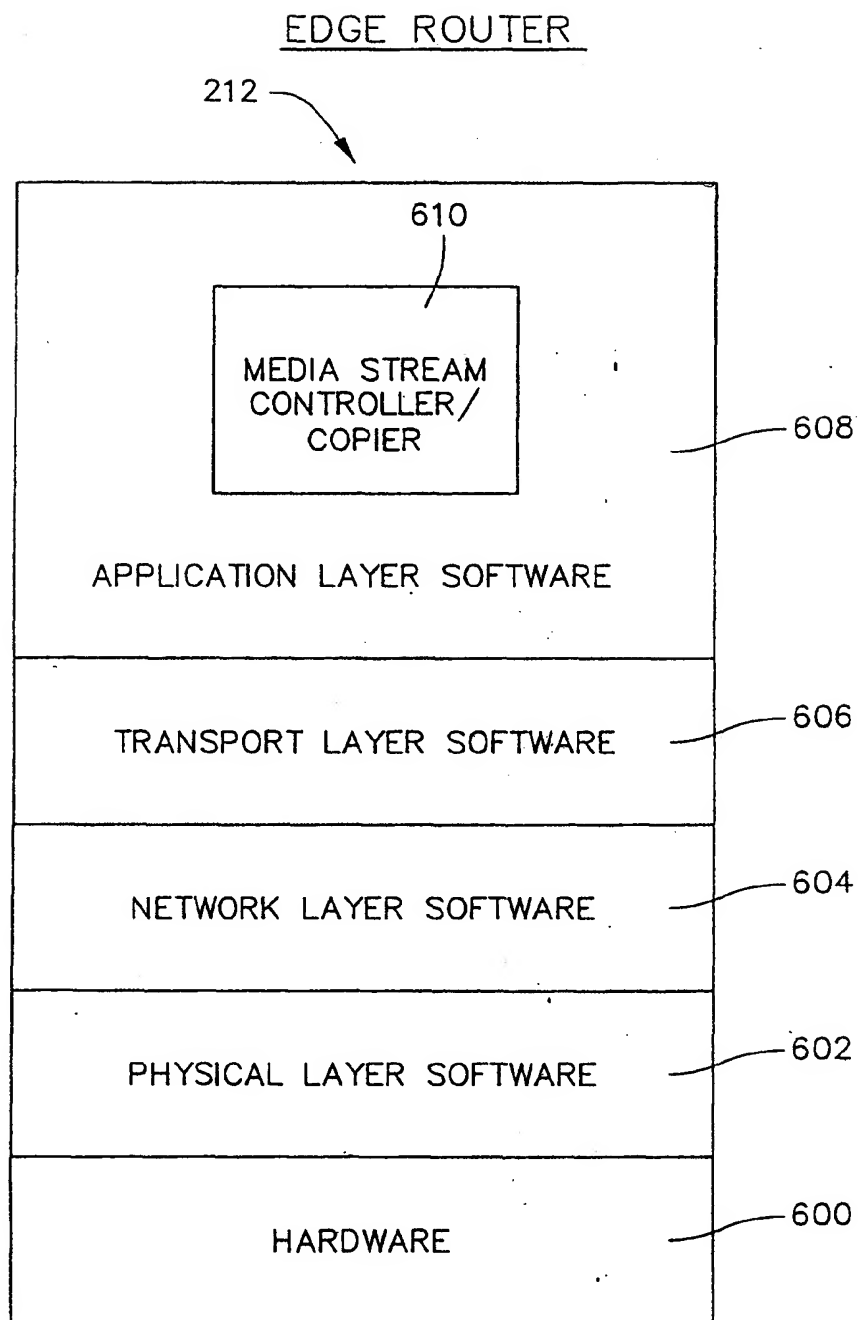 EDGE ROUTER
212
610
MEDIA STREAM
CONTROLLER/
COPIER
608
APPLICATION LAYER SOFTWARE
606
TRANSPORT LAYER SOFTWARE
604
NETWORK LAYER SOFTWARE
602
PHYSICAL LAYER SOFTWARE
600
HARDWARE